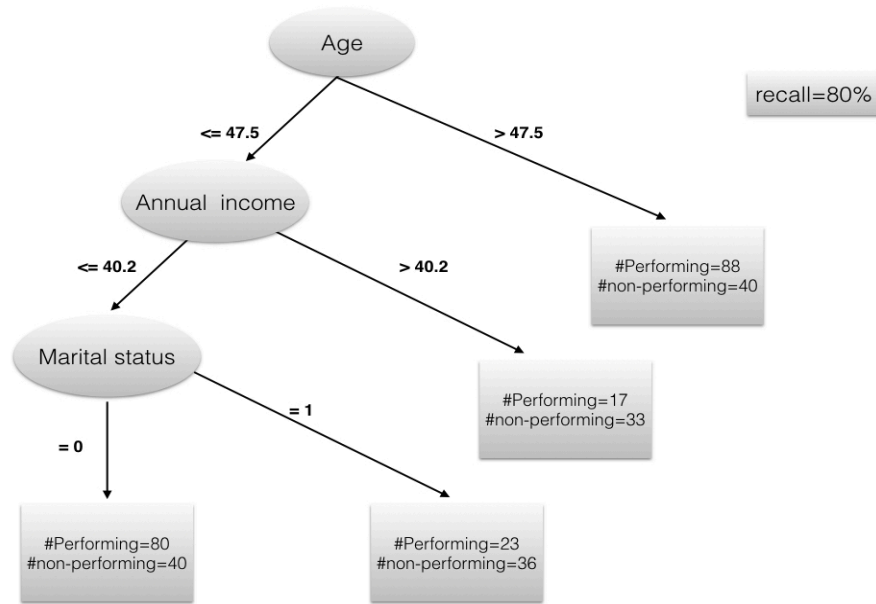 Age
recall=80%
<= 47.5
> 47.5
Annual income
<= 40.2
> 40.2
#Performing=88
#non-performing=40
Marital status
= 0
= 1
#Performing=17
#non-performing=33
#Performing=80
#non-performing=40
#Performing=23
#non-performing=36